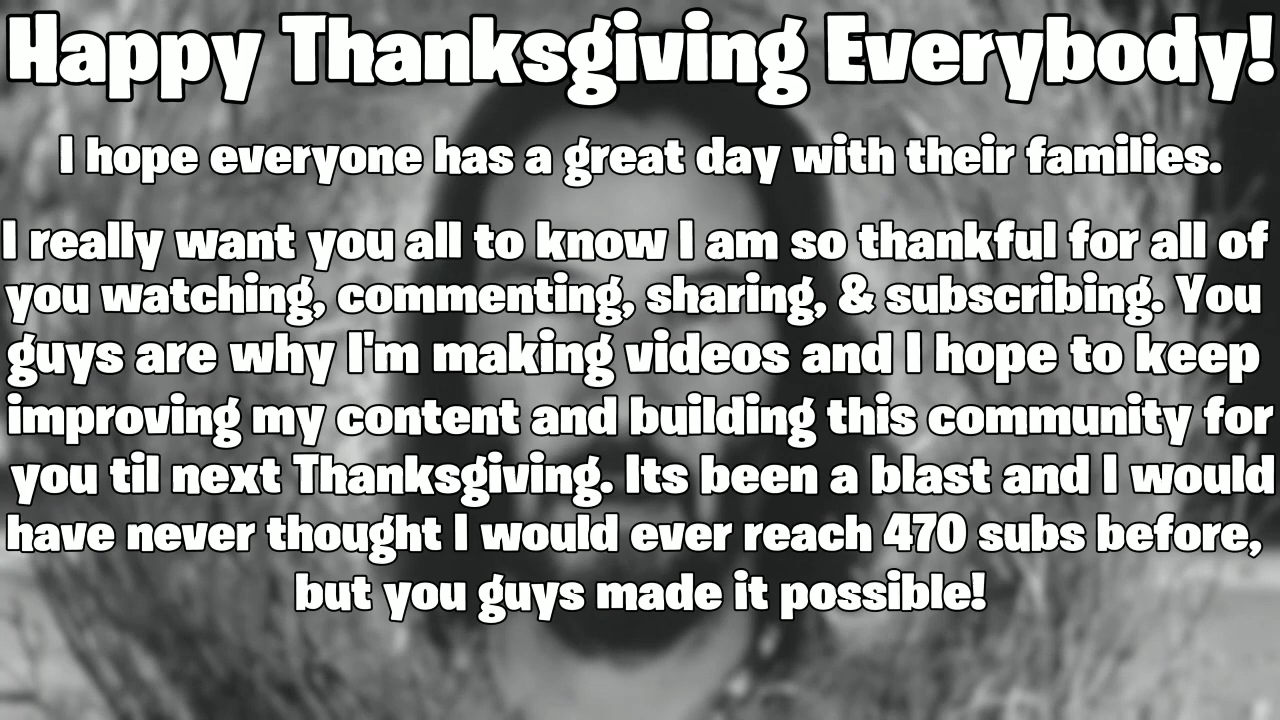 Happy Thanksgiving Everybody!
I hope everyone has a great day with their families.
I really want you all to know I am so thankful for all of
you watching, commenting, sharing, & subscribing. You
guys are why I'm making videos and I hope to keep
improving my content and building this community for
you til next Thanksgiving. Its been a blast and I would
have never thought I would ever reach 470 subs before,
but you guys made it possible!